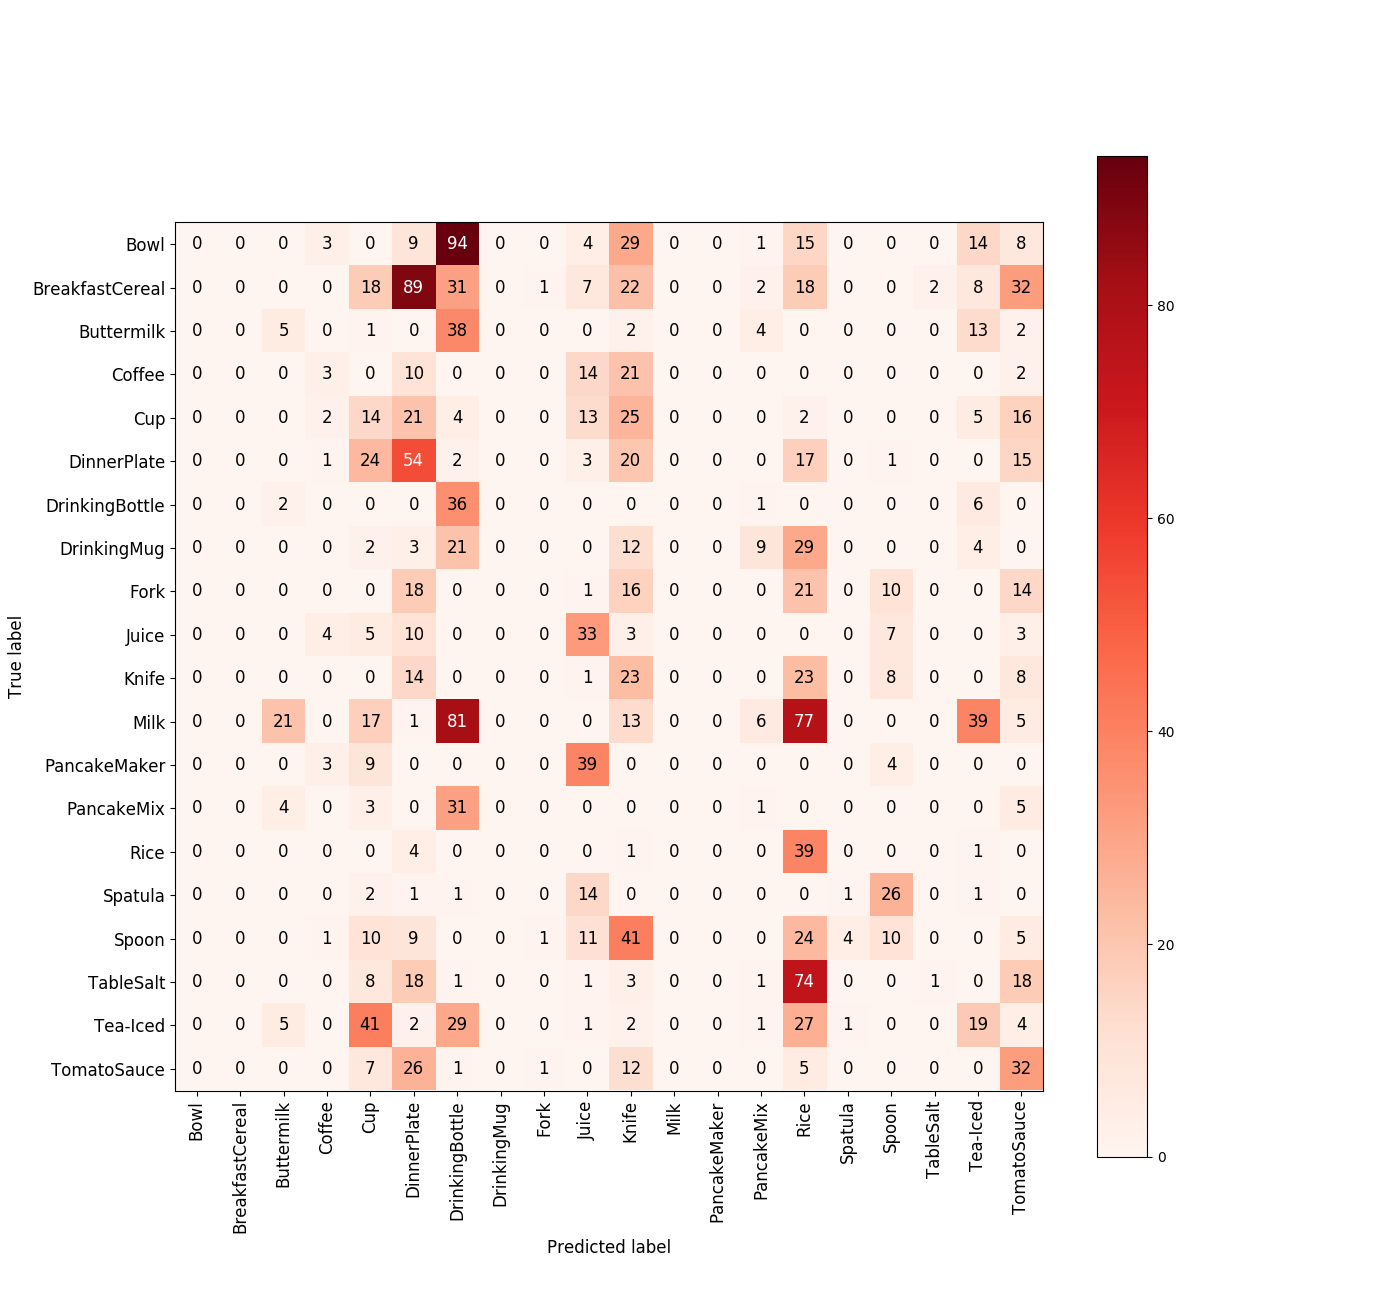 Bowl 0 0 0 3 0 9 94 0 0 4 29 0 0 1 15 0 0 0 14 8
BreakfastCereal 0 0 0 0 18 89 31 0 1 7 22 0 0 2 18 0 0 2 8 32
Buttermilk 0 0 5 0 1 0 38 0 0 0 2 0 0 4 0 0 0 0 13 2
Coffee 0 0 0 3 0 10 0 0 0 14 21 0 0 0 0 0 0 0 0 2
Cup 0 0 0 2 14 21 4 0 0 13 25 0 0 0 2 0 0 0 5 16
DinnerPlate 0 0 0 1 24 54 2 0 0 3 20 0 0 0 17 0 1 0 0 15
DrinkingBottle 0 0 2 0 0 0 36 0 0 0 0 0 0 1 0 0 0 0 6 0
DrinkingMug 0 0 0 0 2 3 21 0 0 0 12 0 0 9 29 0 0 0 4 0
Fork 0 0 0 0 0 18 0 0 0 1 16 0 0 0 21 0 10 0 0 14
Juice 0 0 0 4 5 10 0 0 0 33 3 0 0 0 0 0 7 0 0 3
Knife 0 0 0 0 0 14 0 0 0 1 23 0 0 0 23 0 8 0 0 8
Milk 0 0 21 0 17 1 81 0 0 0 13 0 0 6 77 0 0 0 39 5
PancakeMaker 0 0 0 3 9 0 0 0 0 39 0 0 0 0 0 0 4 0 0 0
PancakeMix 0 0 4 0 3 0 31 0 0 0 0 0 0 1 0 0 0 0 0 5
Rice 0 0 0 0 0 4 0 0 0 0 1 0 0 0 39 0 0 0 1 0
Spatula 0 0 0 0 2 1 1 0 0 14 0 0 0 0 0 1 26 0 1 0
Spoon 0 0 0 1 10 9 0 0 1 11 41 0 0 0 24 4 10 0 0 5
TableSalt 0 0 0 0 8 18 1 0 0 1 3 0 0 1 74 0 0 1 0 18
Tea-Iced 0 0 5 0 41 2 29 0 0 1 2 0 0 1 27 1 0 0 19 4
TomatoSauce 0 0 0 0 7 26 1 0 1 0 12 0 0 0 5 0 0 0 0 32
True label
Bowl
BreakfastCereal
Buttermilk
Coffee
Cup
DinnerPlate
DrinkingBottle
DrinkingMug
Fork
Juice
Knife
Milk
PancakeMaker
PancakeMix
Rice
Spatula
Spoon
TableSalt
Tea-Iced
TomatoSauce
Predicted label
80
60
40
20
0